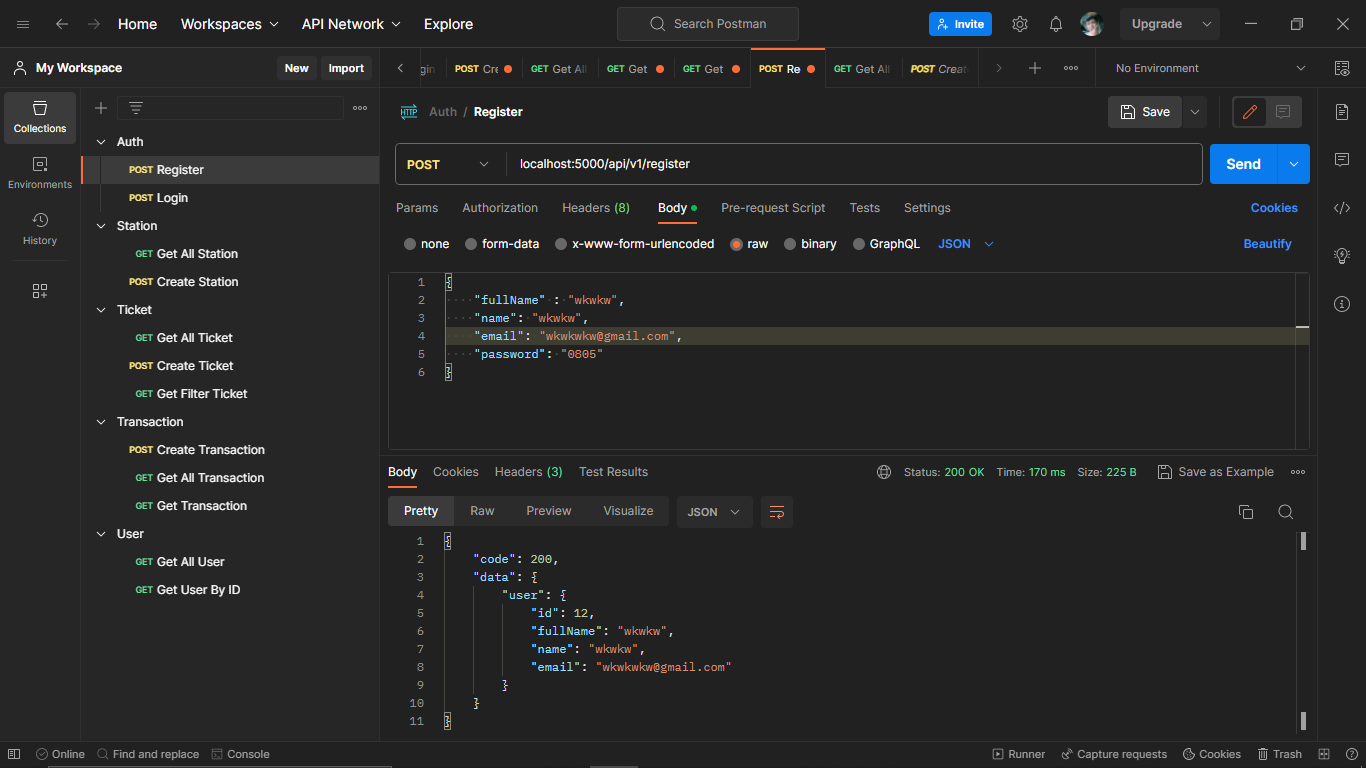 Home Workspaces API Network Explore Search Postman Invite Upgrade
My Workspace New Import
POST Cre GET Get All GET Get GET Get POST Re GET Get All POST Create No Environment
Collections
Environments
History
Auth
POST Register
POST Login
Station
GET Get All Station
POST Create Station
Ticket
GET Get All Ticket
POST Create Ticket
GET Get Filter Ticket
Transaction
POST Create Transaction
GET Get All Transaction
GET Get Transaction
User
GET Get All User
GET Get User By ID
HTTP Auth / Register Save
POST localhost:5000/api/v1/register Send
Params Authorization Headers (8) Body Pre-request Script Tests Settings Cookies
none form-data x-www-form-urlencoded raw binary GraphQL JSON Beautify
1 {
2 "fullName" : "wkwkw",
3 "name": "wkwkw",
4 "email": "wkwkwkw@gmail.com",
5 "password": "0805"
6 }
Body Cookies Headers (3) Test Results Status: 200 OK Time: 170 ms Size: 225 B Save as Example
Pretty Raw Preview Visualize JSON
1 {
2 "code": 200,
3 "data": {
4 "user": {
5 "id": 12,
6 "fullName": "wkwkw",
7 "name": "wkwkw",
8 "email": "wkwkwkw@gmail.com"
9 }
10 }
11 }
Online Find and replace Console Runner Capture requests Cookies Trash